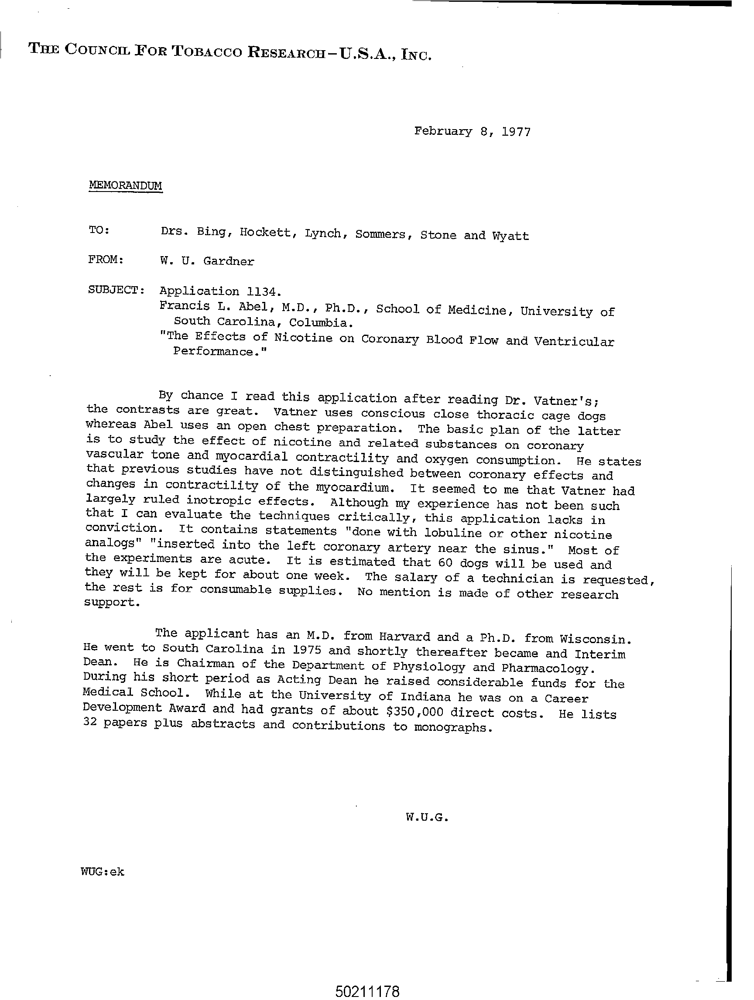 THE COUNCIL FOR TOBACCO RESEARCH-U.S.A., INC.
February 8, 1977
MEMORANDUM
TO: Drs. Bing, Hockett, Lynch, Sommers, Stone and Wyatt
FROM: W. U. Gardner
SUBJECT: Application 1134.
Francis L. Abel, M.D., Ph.D., School of Medicine, University of
South Carolina, Columbia.
"The Effects of Nicotine on Coronary Blood Flow and Ventricular
Performance."
By chance I read this application after reading Dr. Vatner's;
the contrasts are great. Vatner uses conscious close thoracic cage dogs
whereas Abel uses an open chest preparation. The basic plan of the latter
is to study the effect of nicotine and related substances on coronary
vascular tone and myocardial contractility and oxygen consumption. He states
that previous studies have not distinguished between coronary effects and
changes in contractility of the myocardium. It seemed to me that Vatner had
largely ruled inotropic effects. Although my experience has not been such
that I can evaluate the techniques critically, this application lacks in
conviction. It contains statements "done with lobuline or other nicotine
analogs" "inserted into the left coronary artery near the sinus." Most of
the experiments are acute. It is estimated that 60 dogs will be used and
they will be kept for about one week. The salary of a technician is requested,
the rest is for consumable supplies. No mention is made of other research
support.
The applicant has an M.D. from Harvard and a Ph.D. from Wisconsin.
He went to South Carolina in 1975 and shortly thereafter became and Interim
Dean. He is Chairman of the Department of Physiology and Pharmacology.
During his short period as Acting Dean he raised considerable funds for the
Medical School. While at the University of Indiana he was on a Career
Development Award and had grants of about $350,000 direct costs. He lists
32 papers plus abstracts and contributions to monographs.
W.U.G.
WUG:ek
50211178